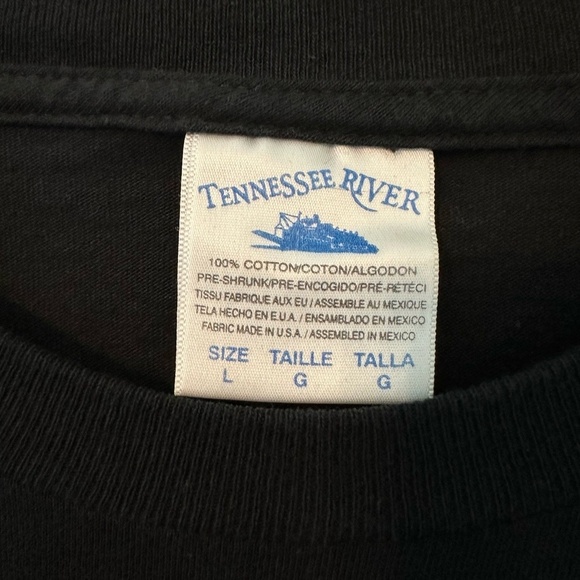 TENNESSEE RIVER
100% COTTON/COTON/ALGODON
PRE-SHRUNK/PRE-ENCOGIDO/PRÉ-RÉTÉCI
TISSU FABRIQUE AUX EU / ASSEMBLE AU MEXIQUE
TELA HECHO EN E.U.A. / ENSAMBLADO EN MEXICO
FABRIC MADE IN U.S.A. / ASSEMBLED IN MEXICO
SIZE TAILLE TALLA
L G G